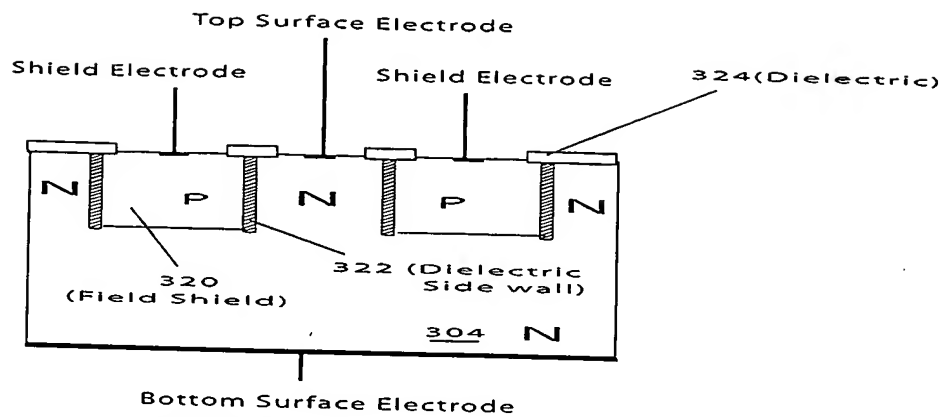 Top Surface Electrode
Shield Electrode
Shield Electrode
324(Dielectric)
N
P
N
P
N
320
(Field Shield)
322 (Dielectric
Side wall)
304
N
Bottom Surface Electrode